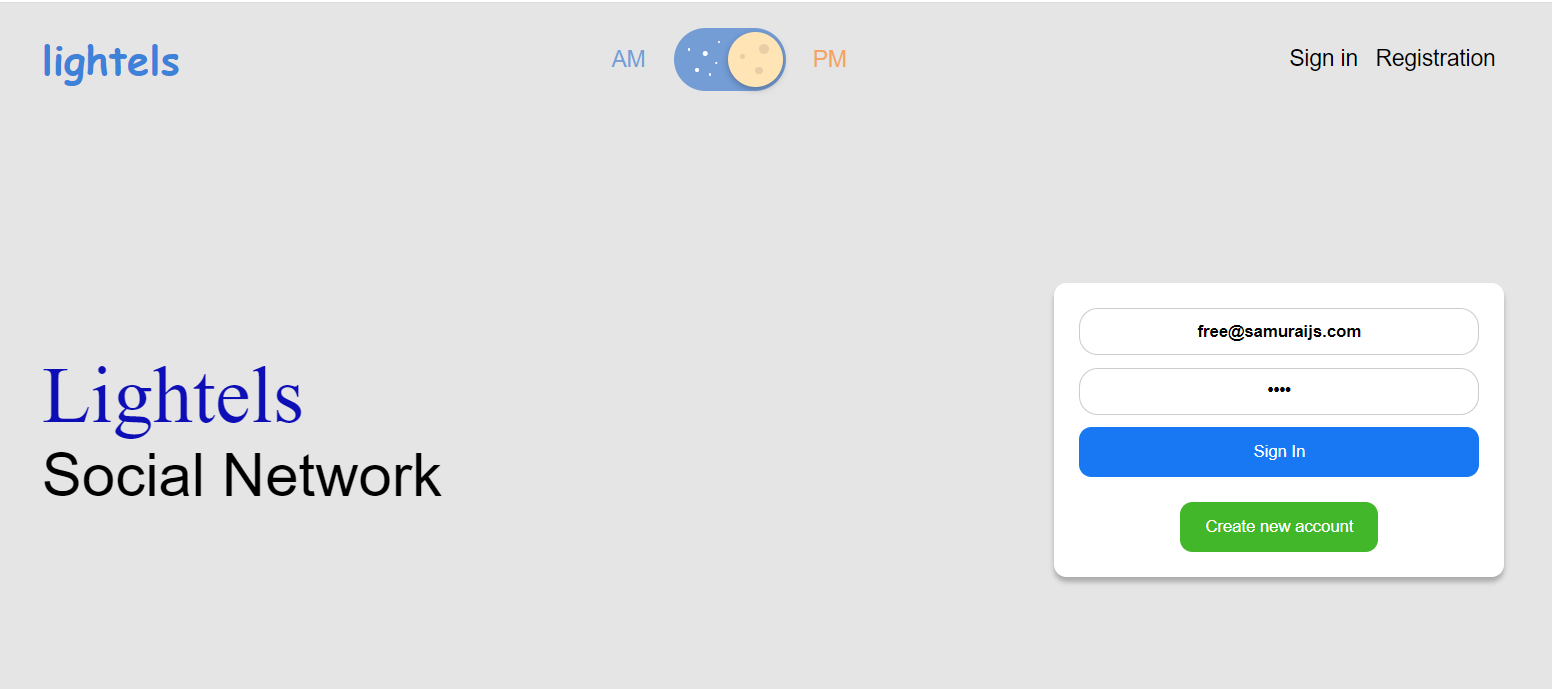 lightels
AM
PM
Sign in
Registration
Lightels
Social Network
free@samuraijs.com
••••
Sign In
Create new account